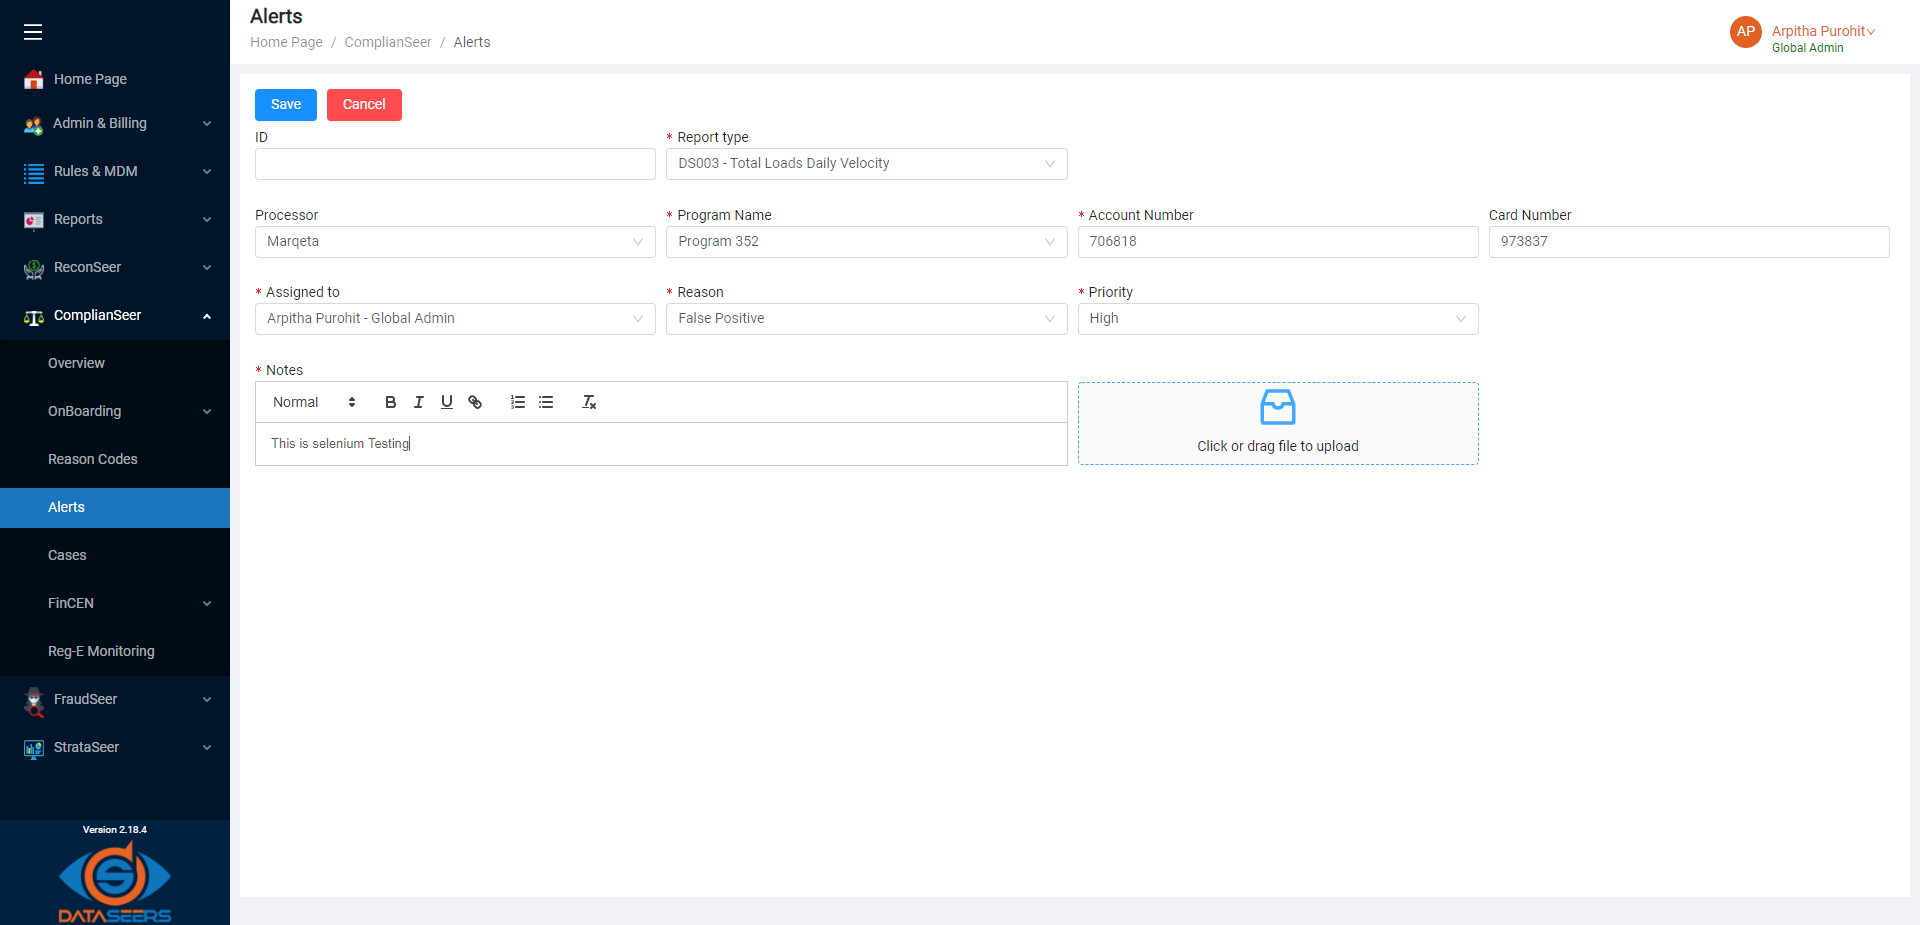 Alerts
Home Page / ComplianSeer / Alerts
AP
Arpitha Purohit
Global Admin
Home Page
Admin & Billing
Rules & MDM
Reports
ReconSeer
ComplianSeer
Overview
OnBoarding
Reason Codes
Alerts
Cases
FinCEN
Reg-E Monitoring
FraudSeer
StrataSeer
Version 2.18.4
DATASEERS
Save Cancel
ID * Report type
DS003 - Total Loads Daily Velocity
Processor * Program Name * Account Number Card Number
Marqeta Program 352 706818 973837
* Assigned to * Reason * Priority
Arpitha Purohit - Global Admin False Positive High
* Notes
Normal B I U
This is selenium Testing
Click or drag file to upload